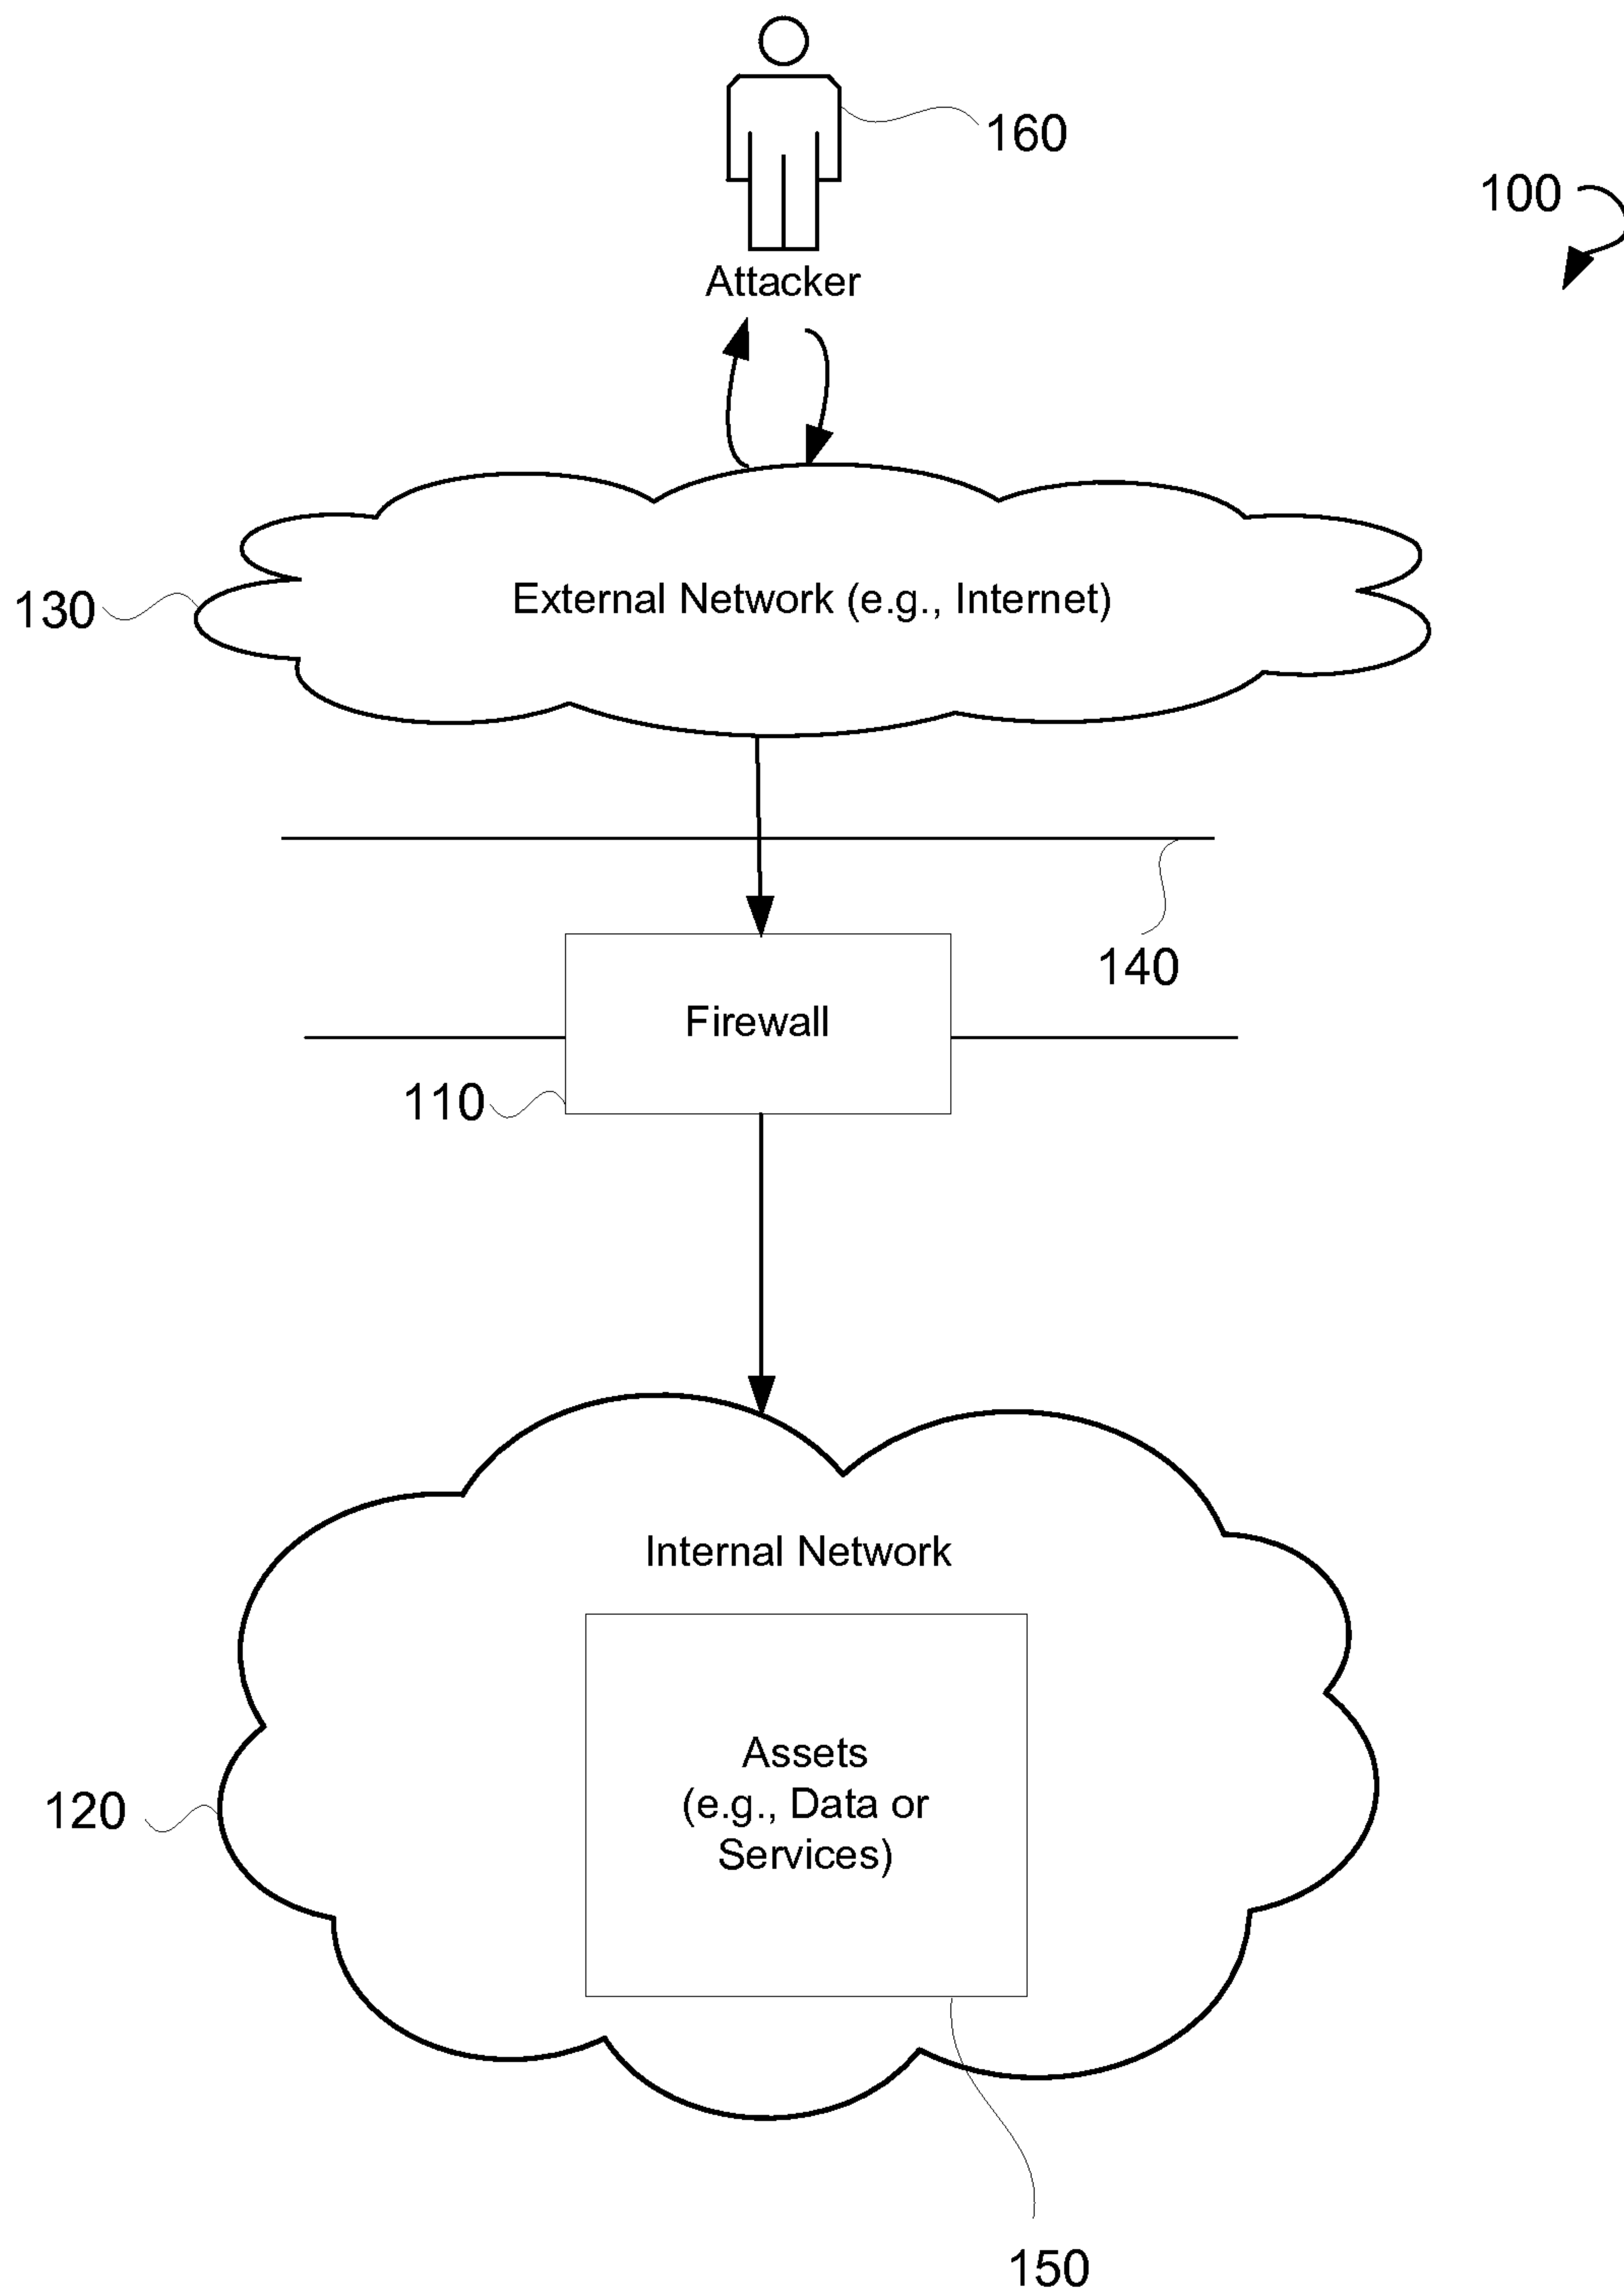 160
100
Attacker
External Network (e.g., Internet)
130
140
Firewall
110
Internal Network
Assets
(e.g., Data or
Services)
120
150